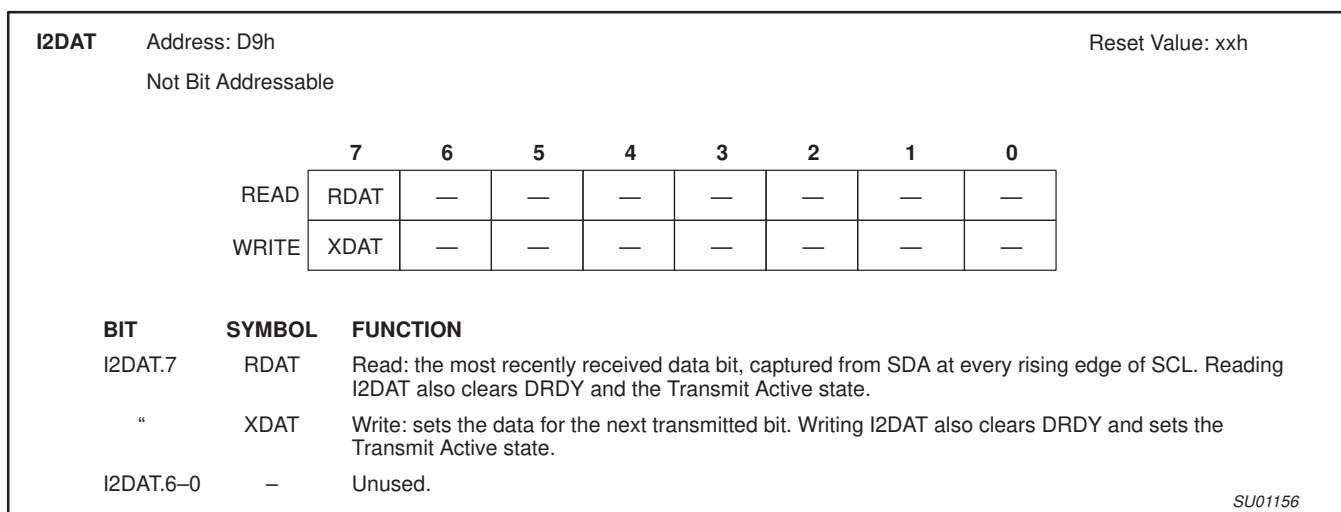 I2DAT Address: D9h Reset Value: xxh
Not Bit Addressable
7 6 5 4 3 2 1 0
READ RDAT — — — — — — —
WRITE XDAT — — — — — — —
BIT SYMBOL FUNCTION
I2DAT.7 RDAT Read: the most recently received data bit, captured from SDA at every rising edge of SCL. Reading
I2DAT also clears DRDY and the Transmit Active state.
“ XDAT Write: sets the data for the next transmitted bit. Writing I2DAT also clears DRDY and sets the
Transmit Active state.
I2DAT.6–0 – Unused.
SU01156